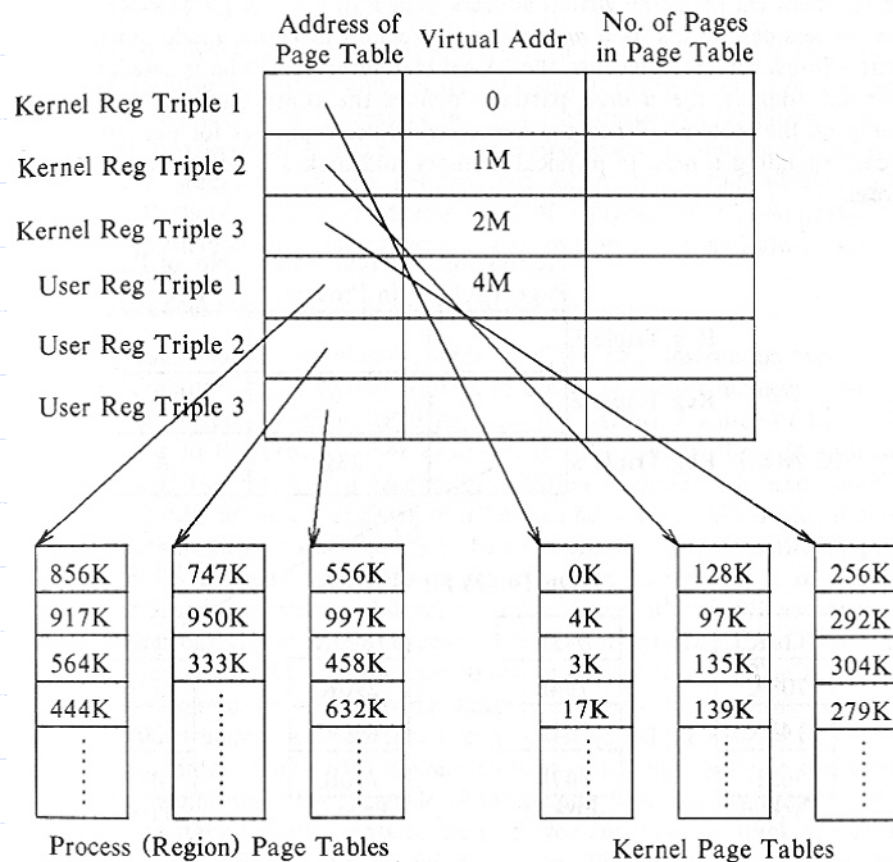 Address of
Page Table
Virtual Addr
No. of Pages
in Page Table
Kernel Reg Triple 1
0
Kernel Reg Triple 2
1M
Kernel Reg Triple 3
2M
User Reg Triple 1
4M
User Reg Triple 2
User Reg Triple 3
856K 747K 556K 0K 128K 256K
917K 950K 997K 4K 97K 292K
564K 333K 458K 3K 135K 304K
444K 632K 17K 139K 279K
Process (Region) Page Tables
Kernel Page Tables